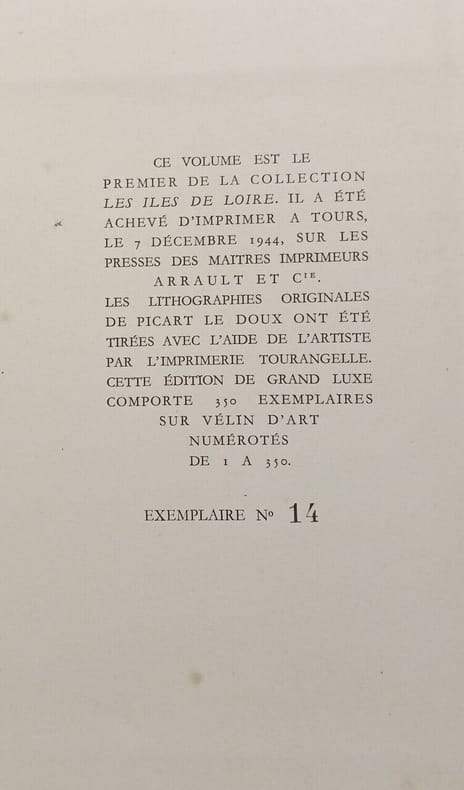 CE VOLUME EST LE
PREMIER DE LA COLLECTION
LES ILES DE LOIRE. IL A ÉTÉ
ACHEVÉ D'IMPRIMER A TOURS,
LE 7 DÉCEMBRE 1944, SUR LES
PRESSES DES MAITRES IMPRIMEURS
ARRAULT ET CIE.
LES LITHOGRAPHIES ORIGINALES
DE PICART LE DOUX ONT ÉTÉ
TIRÉES AVEC L'AIDE DE L'ARTISTE
PAR L'IMPRIMERIE TOURANGELLE.
CETTE ÉDITION DE GRAND LUXE
COMPORTE 350 EXEMPLAIRES
SUR VÉLIN D'ART
NUMÉROTÉS
DE 1 A 350.
EXEMPLAIRE Nº 14